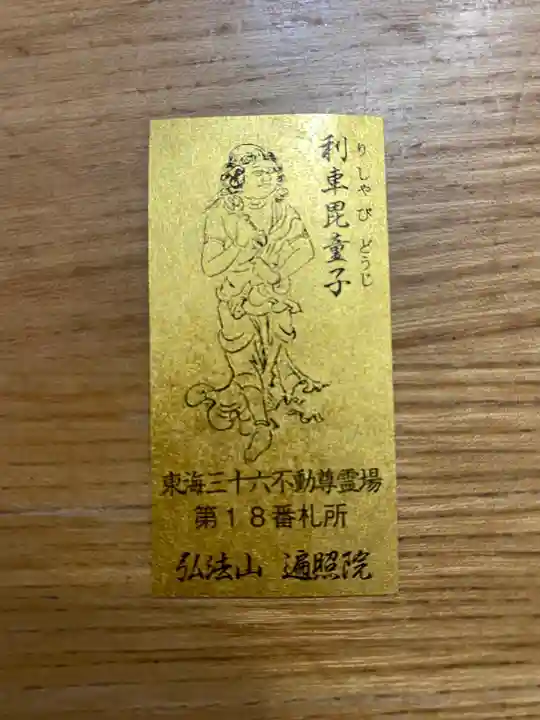 利車毘童子
りしゃび どうじ
東海三十六不動尊霊場
第18番札所
弘法山 遍照院